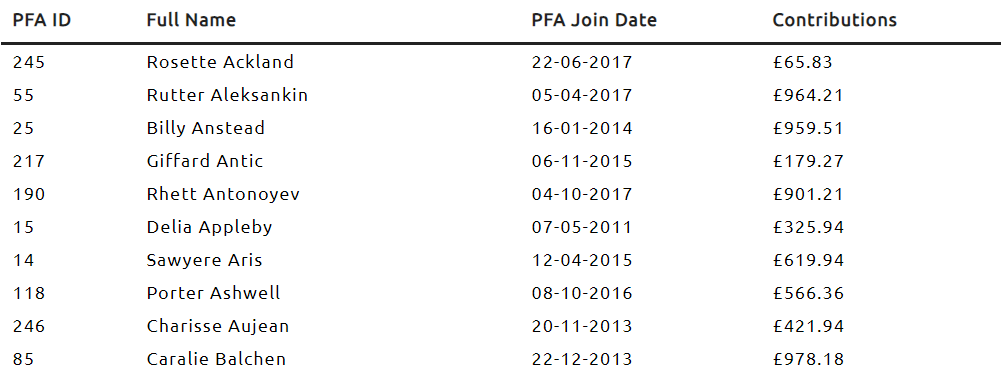 PFA ID Full Name PFA Join Date Contributions
245 Rosette Ackland 22-06-2017 £65.83
55 Rutter Aleksankin 05-04-2017 £964.21
25 Billy Anstead 16-01-2014 £959.51
217 Giffard Antic 06-11-2015 £179.27
190 Rhett Antonoyev 04-10-2017 £901.21
15 Delia Appleby 07-05-2011 £325.94
14 Sawyere Aris 12-04-2015 £619.94
118 Porter Ashwell 08-10-2016 £566.36
246 Charisse Aujean 20-11-2013 £421.94
85 Caralie Balchen 22-12-2013 £978.18